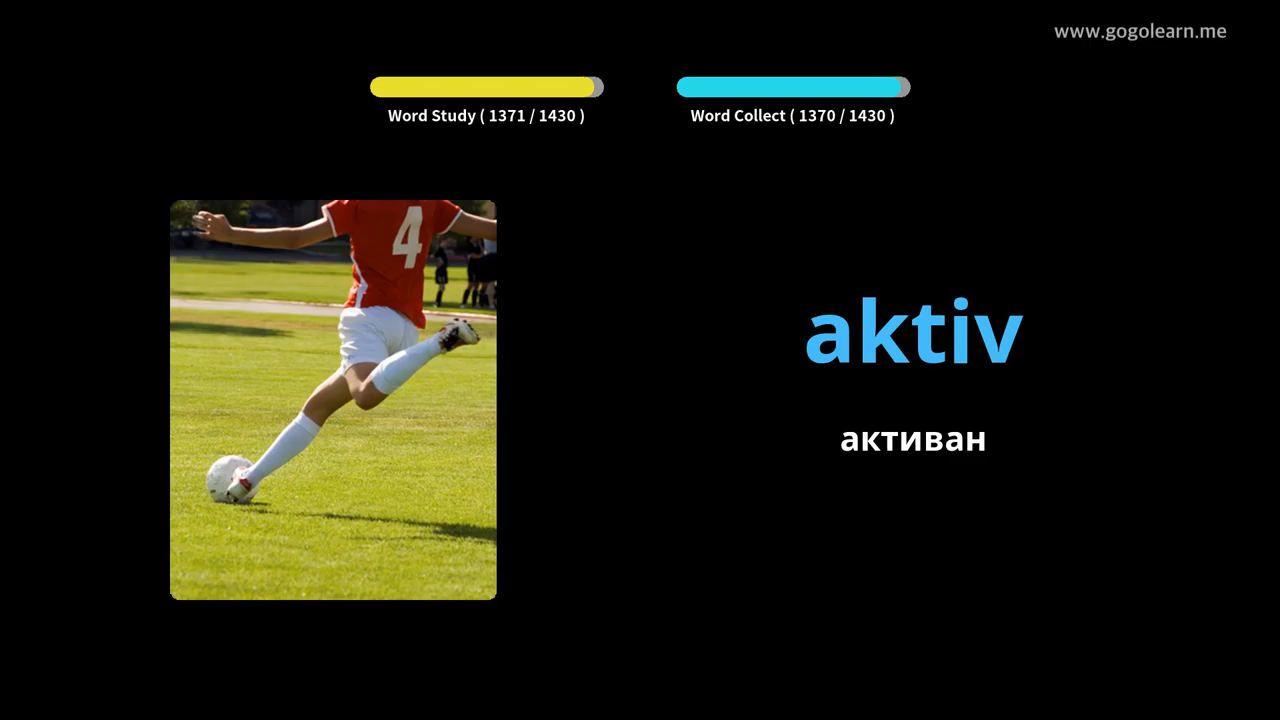 www.gogolearn.me
Word Study ( 1371 / 1430 )
Word Collect ( 1370 / 1430 )
4
aktiv
активан